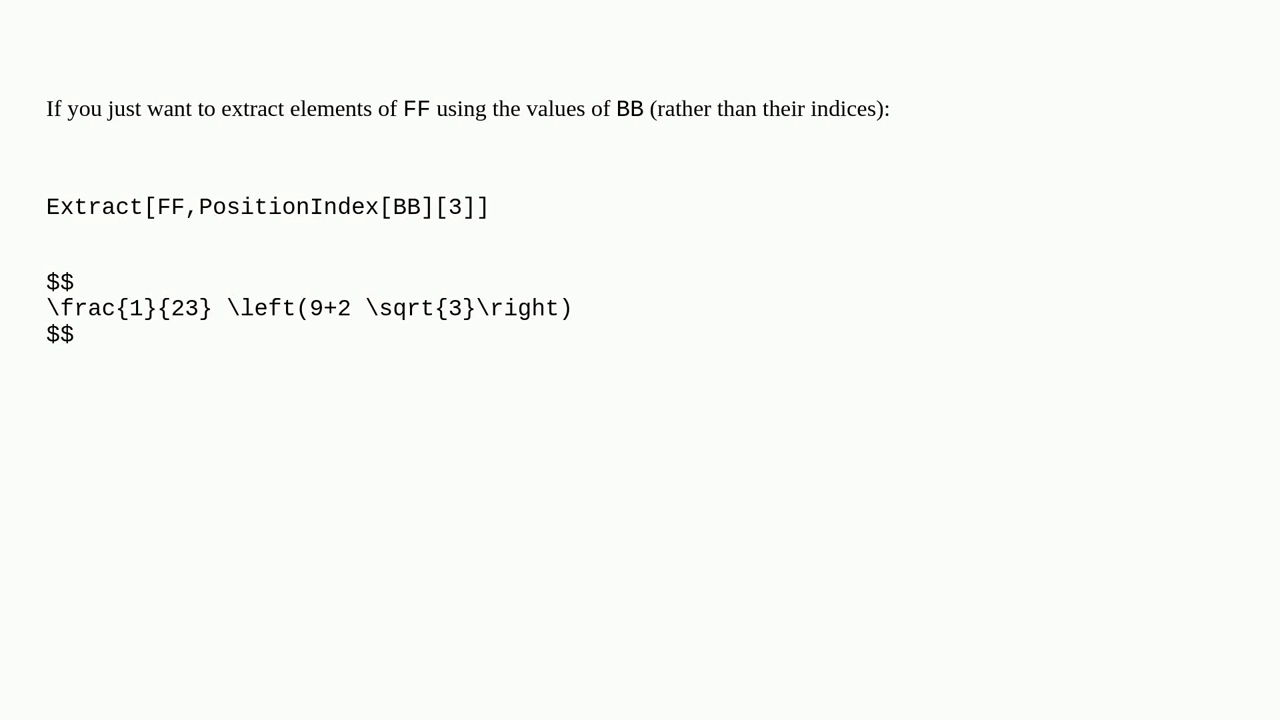 If you just want to extract elements of FF using the values of BB (rather than their indices):
Extract[FF,PositionIndex[BB][3]]
$$
\frac{1}{23} \left(9+2 \sqrt{3}\right)
$$